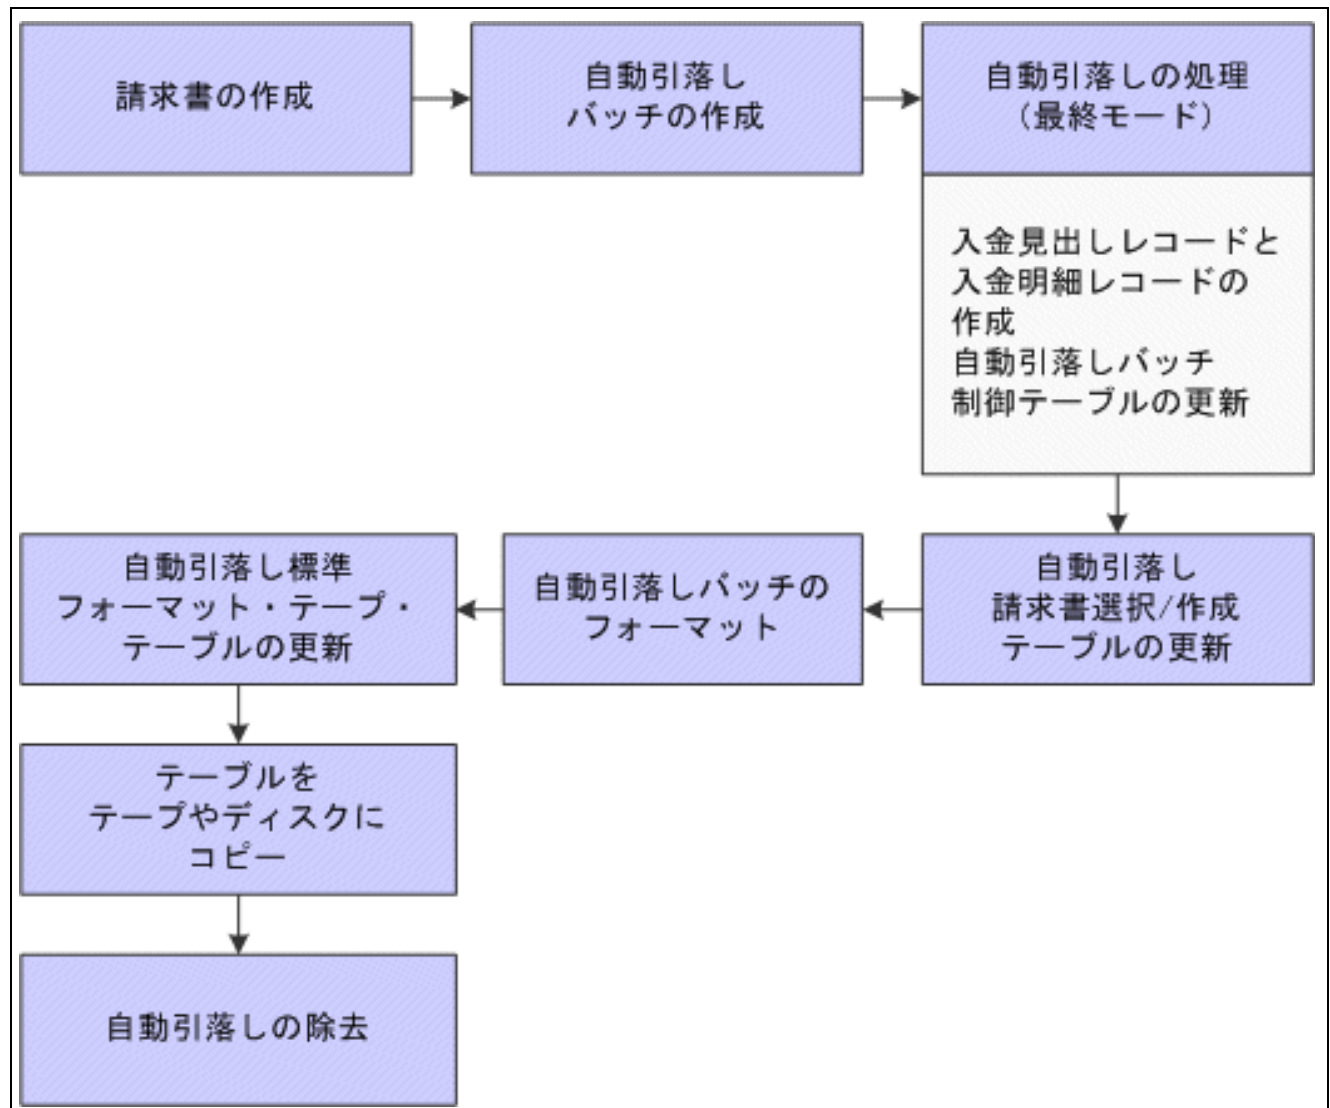 請求書の作成
自動引落し
バッチの作成
自動引落しの処理
(最終モード)
入金見出しレコードと
入金明細レコードの
作成
自動引落しバッチ
制御テーブルの更新
自動引落し
請求書選択/作成
テーブルの更新
自動引落しバッチの
フォーマット
自動引落し標準
フォーマット・テープ・
テーブルの更新
テーブルを
テープやディスクに
コピー
自動引落しの除去